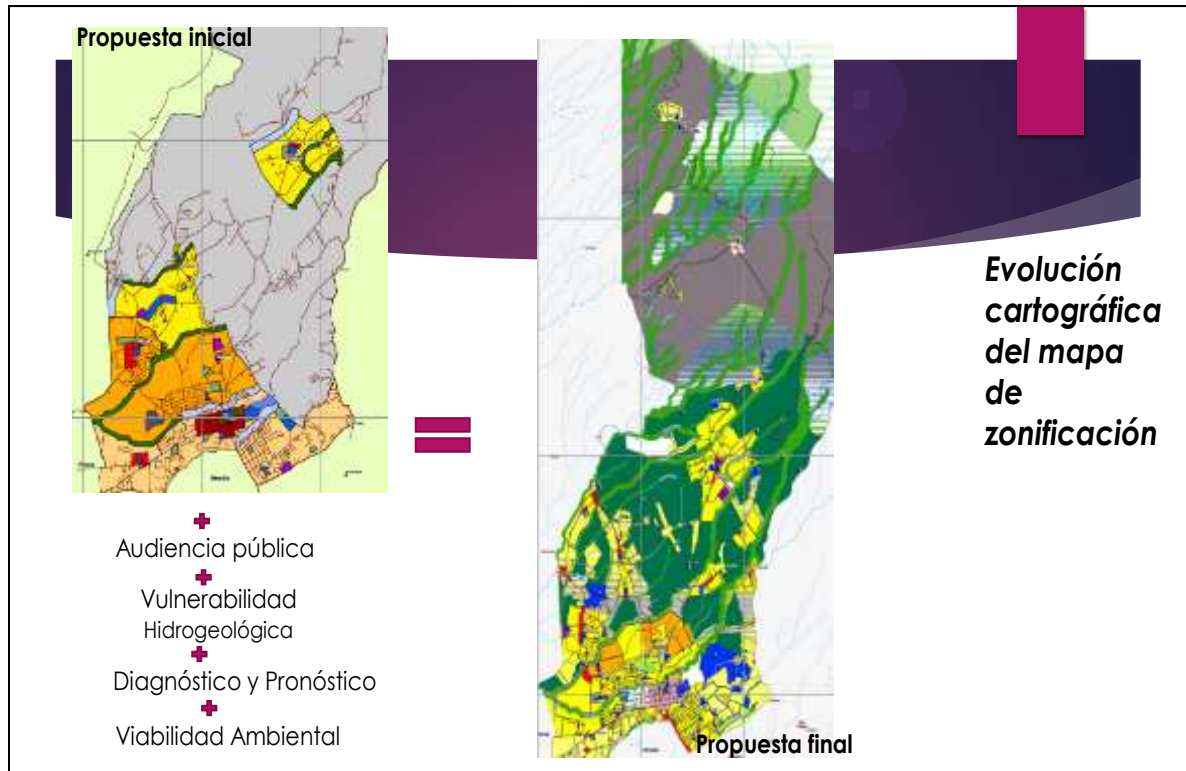 Propuesta inicial
Audiencia pública
Vulnerabilidad
Hidrogeológica
Diagnóstico y Pronóstico
Viabilidad Ambiental
Propuesta final
Evolución
cartográfica
del mapa
de
zonificación